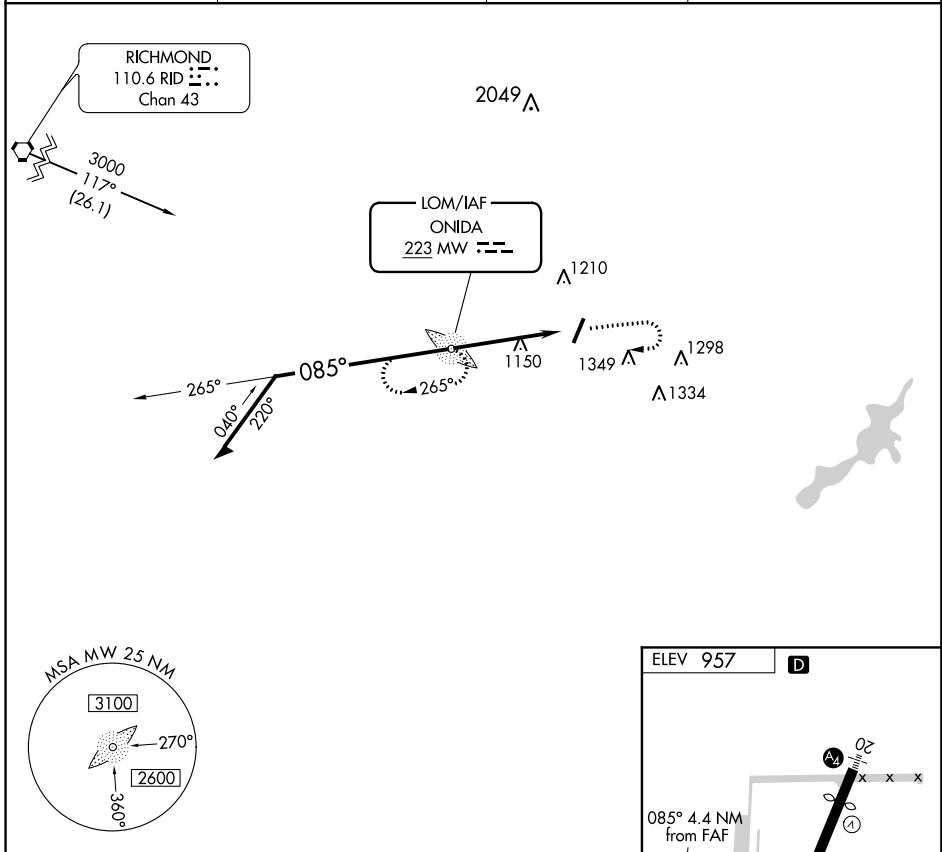 RICHMOND
110.6 RID
Chan 43
3000
117°
(26.1)
2049
LOM/IAF
ONIDA
223 MW
1210
085°
265°
040°
220°
265°
1150
1349
1298
1334
MSA MW 25 NM
3100
270°
2600
360°
ELEV 957
D
A4
20
X X X
085° 4.4 NM
from FAF